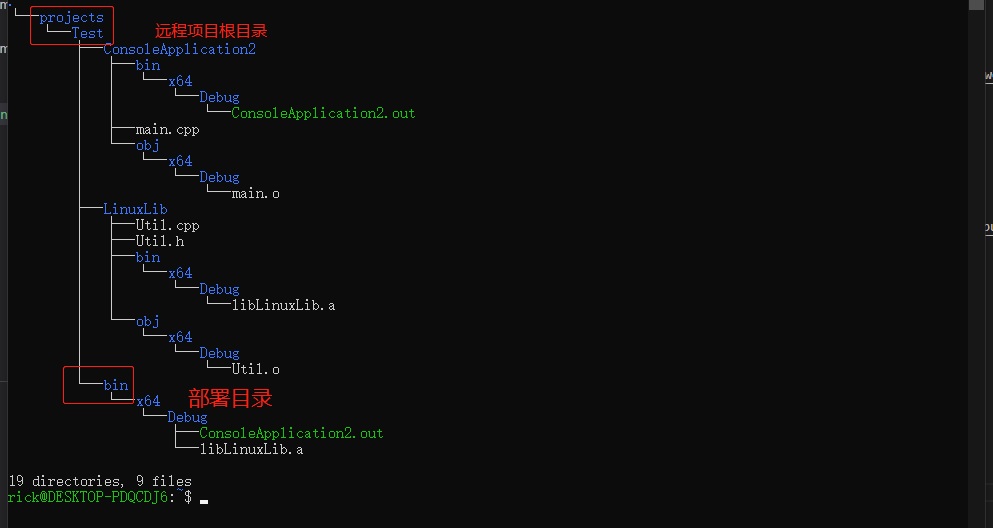 projects
Test
远程项目根目录
ConsoleApplication2
bin
x64
Debug
ConsoleApplication2.out
main.cpp
obj
x64
Debug
main.o
LinuxLib
Util.cpp
Util.h
bin
x64
Debug
libLinuxLib.a
obj
x64
Debug
Util.o
bin
x64
部署目录
Debug
ConsoleApplication2.out
libLinuxLib.a
19 directories, 9 files
rick@DESKTOP-PDQCDJ6:~$